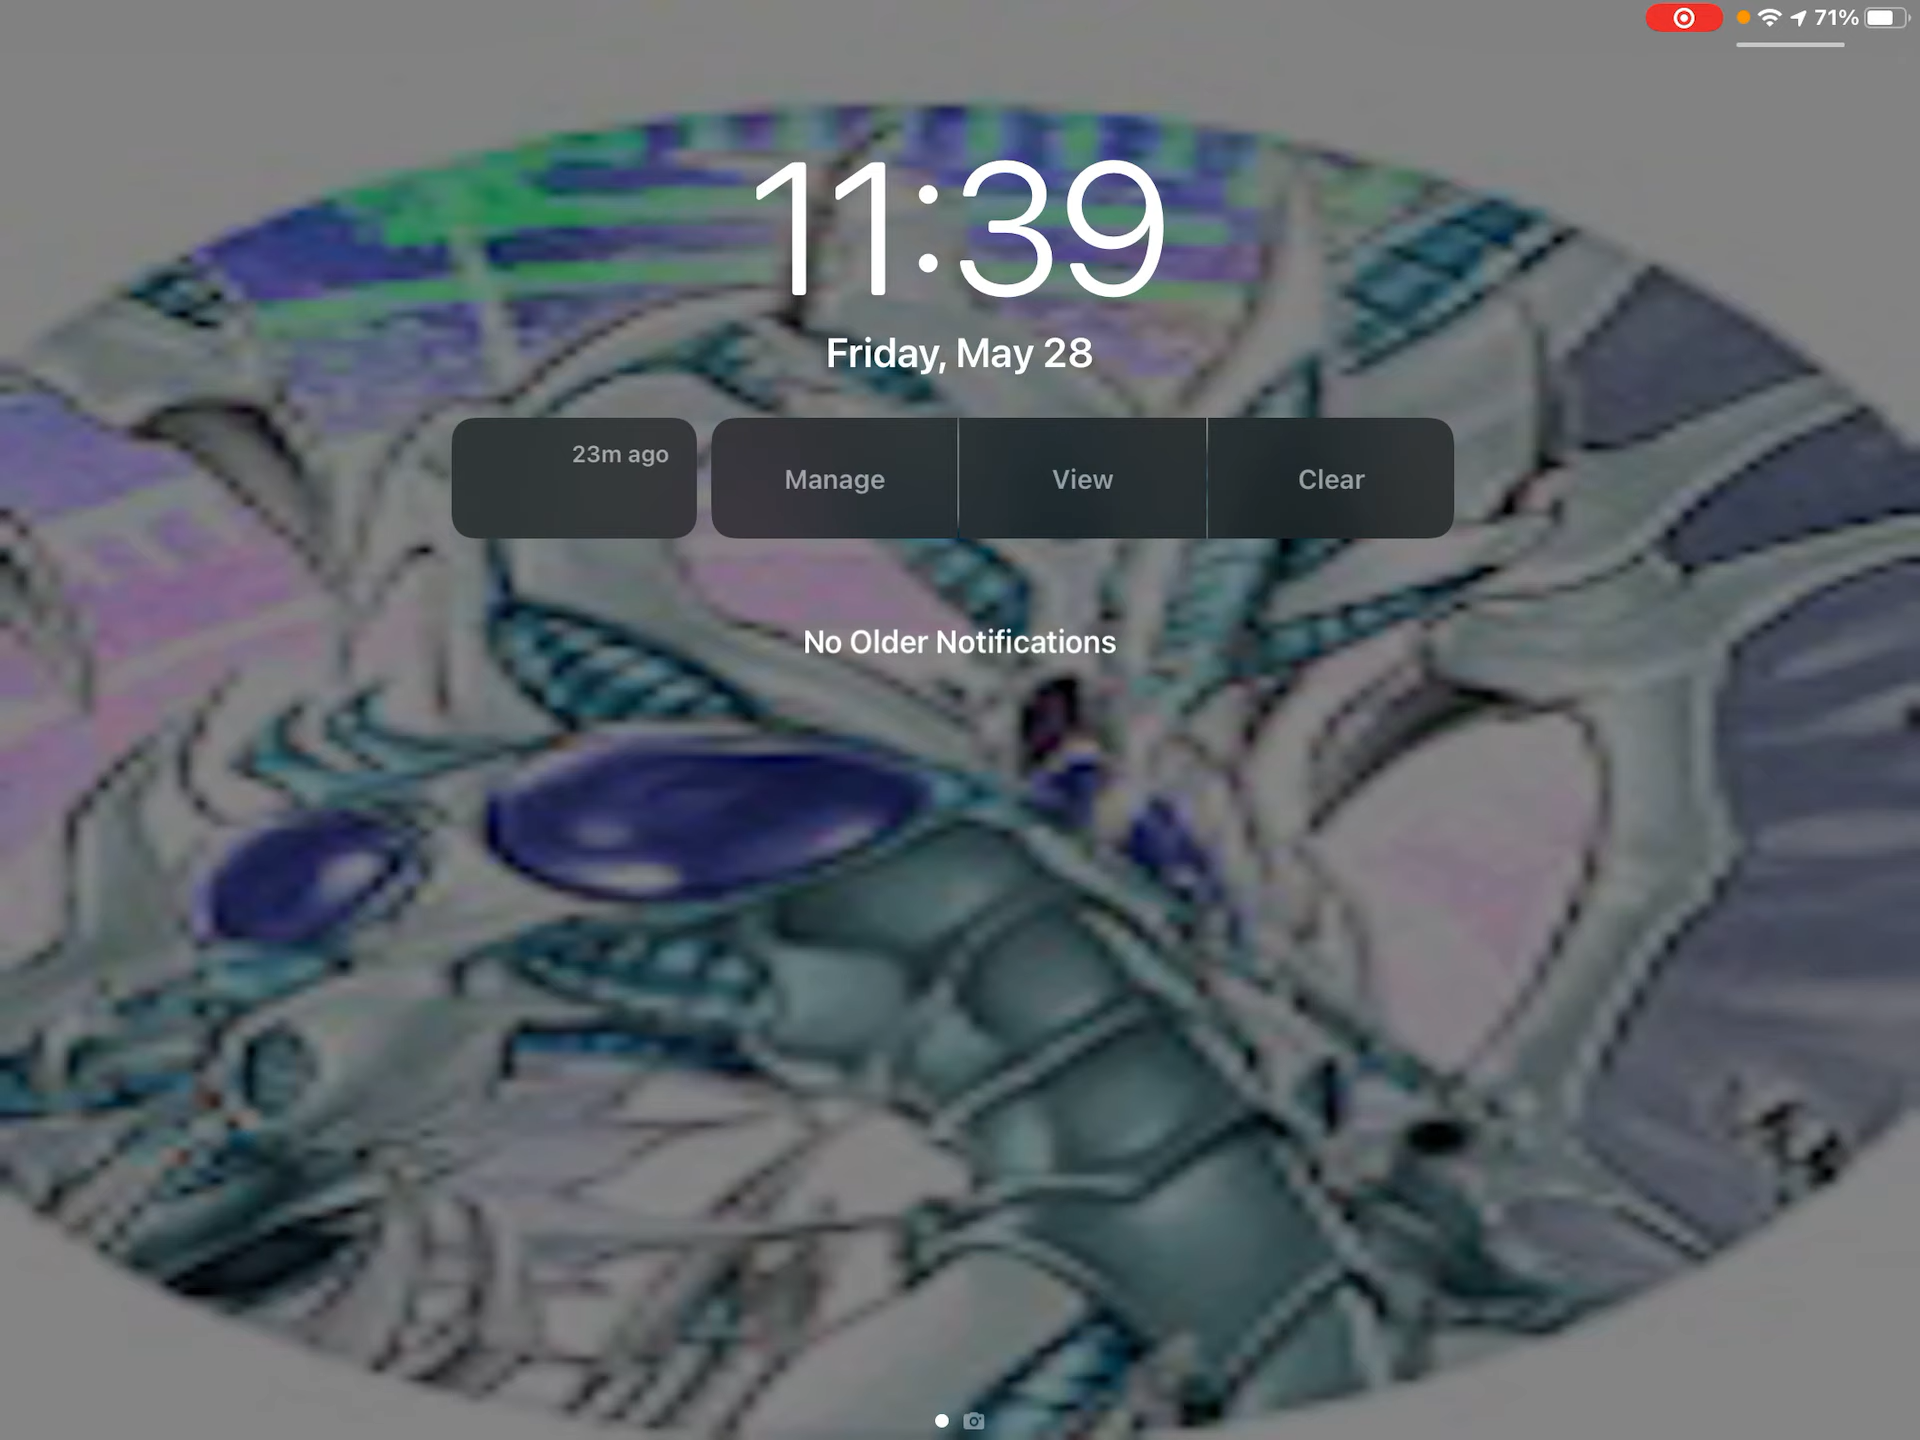 71%
11:39
Friday, May 28
23m ago
Manage
View
Clear
No Older Notifications